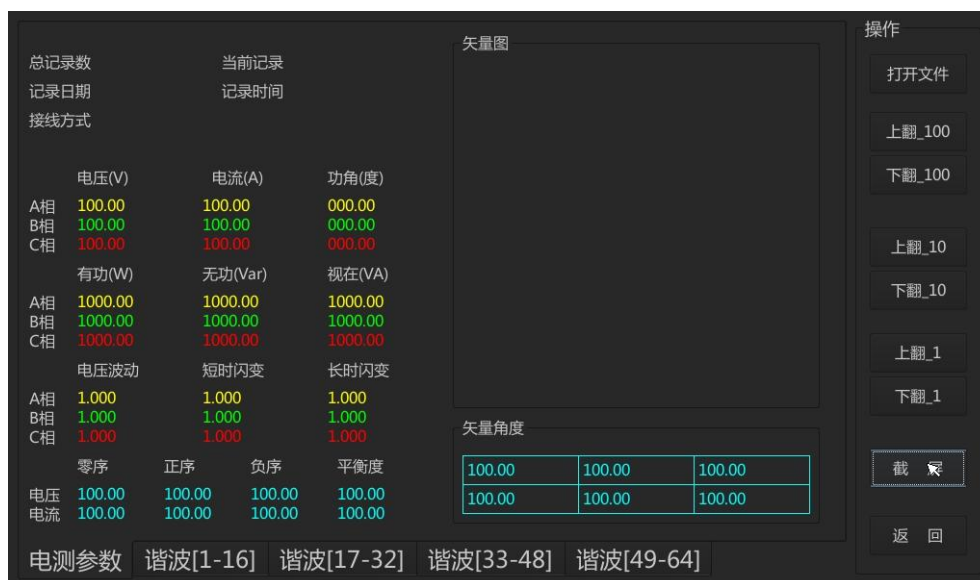 总记录数 当前记录
记录日期 记录时间
接线方式
电压(V) 电流(A) 功角(度)
A相 100.00 100.00 000.00
B相 100.00 100.00 000.00
C相 100.00 100.00 000.00
有功(W) 无功(Var) 视在(VA)
A相 1000.00 1000.00 1000.00
B相 1000.00 1000.00 1000.00
C相 1000.00 1000.00 1000.00
电压波动 短时闪变 长时闪变
A相 1.000 1.000 1.000
B相 1.000 1.000 1.000
C相 1.000 1.000 1.000
零序 正序 负序 平衡度
电压 100.00 100.00 100.00 100.00
电流 100.00 100.00 100.00 100.00
矢量图
矢量角度
100.00 100.00 100.00
100.00 100.00 100.00
操作
打开文件
上翻_100
下翻_100
上翻_10
下翻_10
上翻_1
下翻_1
截 屏
返 回
电测参数 谐波[1-16] 谐波[17-32] 谐波[33-48] 谐波[49-64]